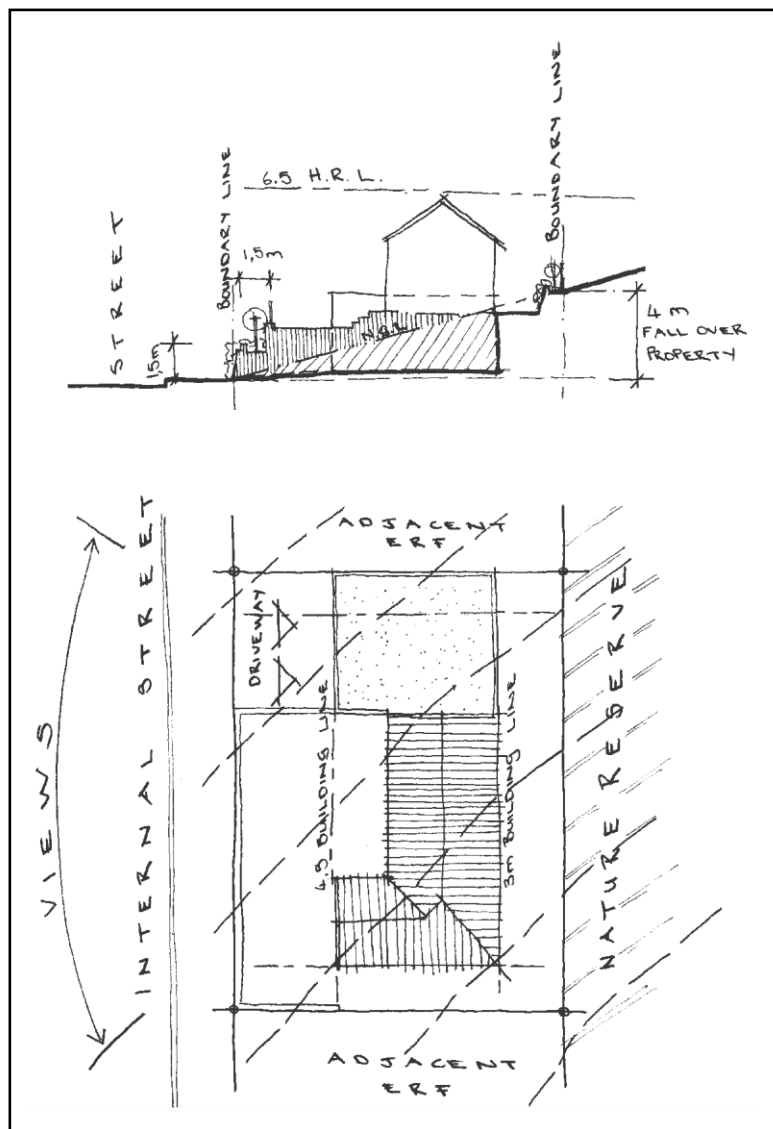 BOUNDARY LINE
BOUNDARY LINE
6.5 H.R.L.
STREET
1,5m
1,5m
N.G.L.
4 m
FALL OVER
PROPERTY
ADJACENT
ERF
INTERNAL STREET
DRIVEWAY
VIEWS
4.5 BUILDING LINE
3m BUILDING LINE
NATURE RESERVE
ADJACENT
ERF